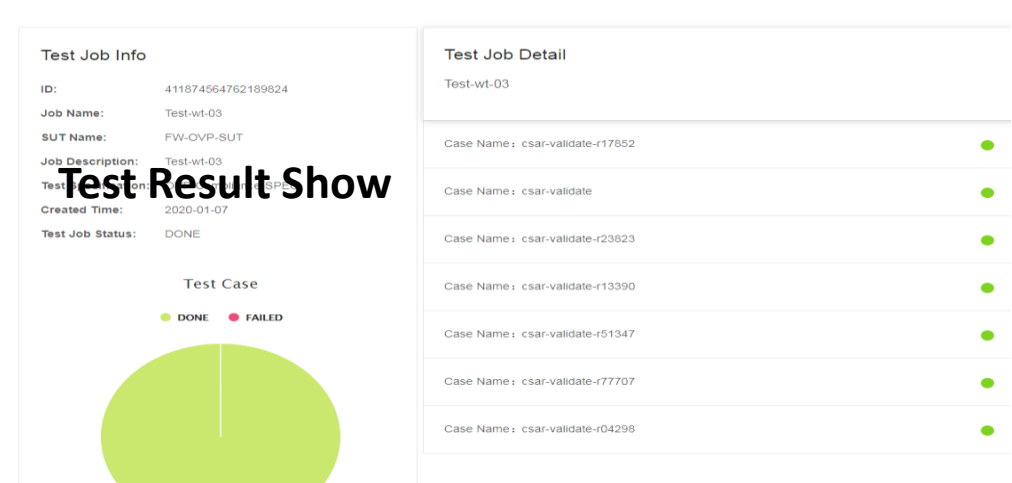 Test Job Info
ID: 411874564762189824
Job Name: Test-wt-03
SUT Name: FW-OVP-SUT
Job Description: Test-wt-03
Test Result Show
Created Time: 2020-01-07
Test Job Status: DONE
Test Case
DONE FAILED
Test Job Detail
Test-wt-03
Case Name：csar-validate-r17852
Case Name：csar-validate
Case Name：csar-validate-r23823
Case Name：csar-validate-r13390
Case Name：csar-validate-r51347
Case Name：csar-validate-r77707
Case Name：csar-validate-r04298